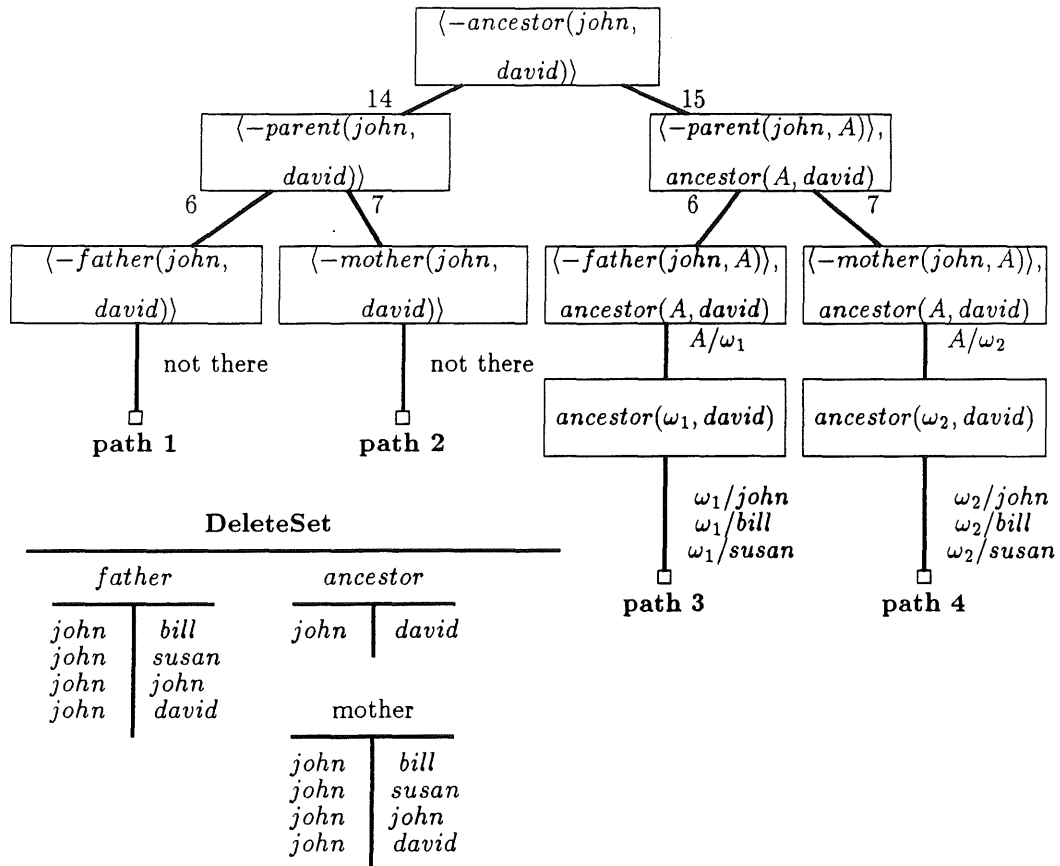 ⟨−ancestor(john,
david)⟩
14 15
⟨−parent(john,
david)⟩
⟨−parent(john, A)⟩,
ancestor(A, david)
6 7 6 7
⟨−father(john,
david)⟩
⟨−mother(john,
david)⟩
⟨−father(john, A)⟩,
ancestor(A, david)
⟨−mother(john, A)⟩,
ancestor(A, david)
not there
path 1
not there
path 2
A/ω₁
ancestor(ω₁, david)
ω₁/john
ω₁/bill
ω₁/susan
path 3
A/ω₂
ancestor(ω₂, david)
ω₂/john
ω₂/bill
ω₂/susan
path 4
DeleteSet
father
john bill
john susan
john john
john david
ancestor
john david
mother
john bill
john susan
john john
john david